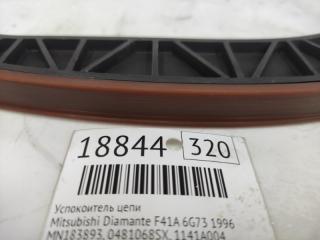 18844 320
Успокоитель цепи
Mitsubishi Diamante F41A 6G73 1996
MN183893, 0481068SX, 1141A004